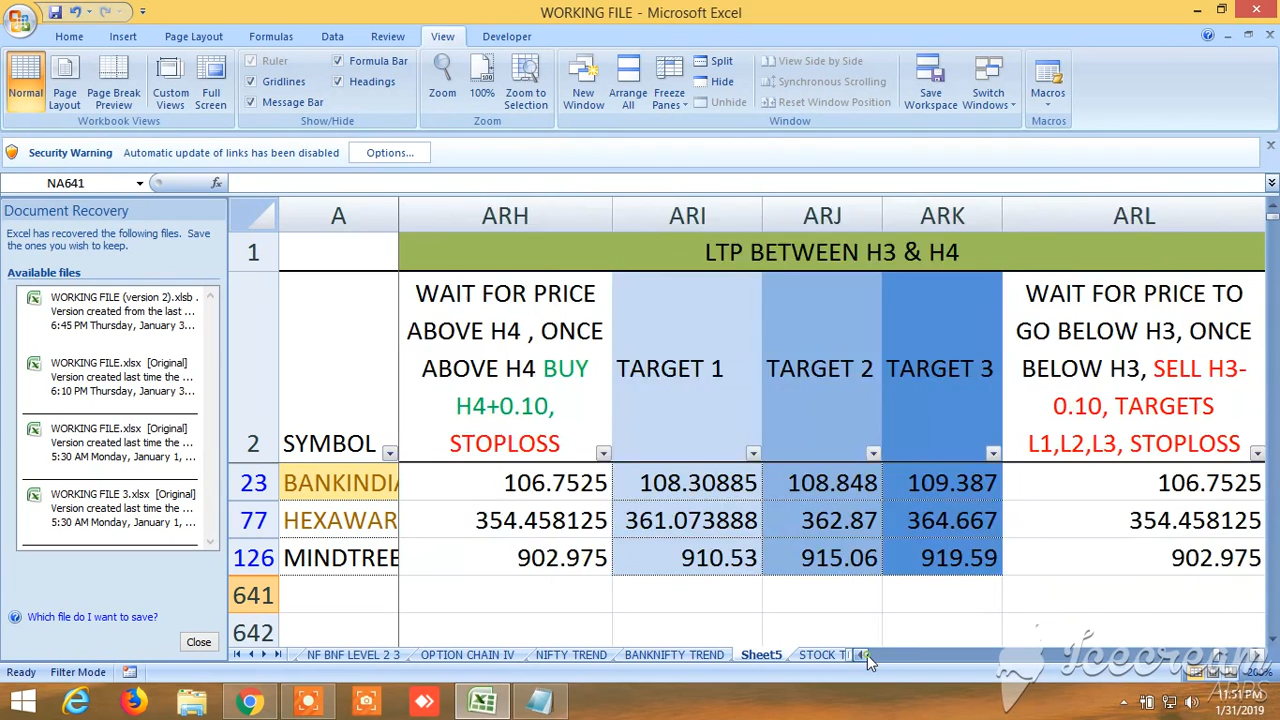 WORKING FILE - Microsoft Excel
Home Insert Page Layout Formulas Data Review View Developer
Ruler Formula Bar
Gridlines Headings
Message Bar
Normal Page Layout Page Break Preview Custom Views Full Screen
Workbook Views Show/Hide
Zoom 100% Zoom to Selection
Zoom
New Window Arrange All Freeze Panes
Split View Side by Side
Hide Synchronous Scrolling
Unhide Reset Window Position
Save Workspace Switch Windows
Window
Macros
Macros
Security Warning Automatic update of links has been disabled Options...
NA641 fx
Document Recovery
Excel has recovered the following files. Save
the ones you wish to keep.
Available files
WORKING FILE (version 2).xlsb .
Version created from the last ...
6:45 PM Thursday, January 3...
WORKING FILE.xlsx [Original]
Version created last time the ...
6:10 PM Thursday, January 3...
WORKING FILE.xlsx [Original]
Version created last time the ...
5:30 AM Monday, January 1, ...
WORKING FILE 3.xlsx [Original]
Version created last time the ...
5:30 AM Monday, January 1, ...
Which file do I want to save?
Close
A ARH ARI ARJ ARK ARL
1 LTP BETWEEN H3 & H4
2 SYMBOL
WAIT FOR PRICE
ABOVE H4 , ONCE
ABOVE H4 BUY
H4+0.10,
STOPLOSS
TARGET 1 TARGET 2 TARGET 3
WAIT FOR PRICE TO
GO BELOW H3, ONCE
BELOW H3, SELL H3-
0.10, TARGETS
L1,L2,L3, STOPLOSS
23 BANKINDIA 106.7525 108.30885 108.848 109.387 106.7525
77 HEXAWAR 354.458125 361.073888 362.87 364.667 354.458125
126 MINDTREE 902.975 910.53 915.06 919.59 902.975
641
642
NF BNF LEVEL 2 3 OPTION CHAIN IV NIFTY TREND BANKNIFTY TREND Sheet5 STOCK T
Ready Filter Mode 200%
Icecream
APPS
11:51 PM
1/31/2019